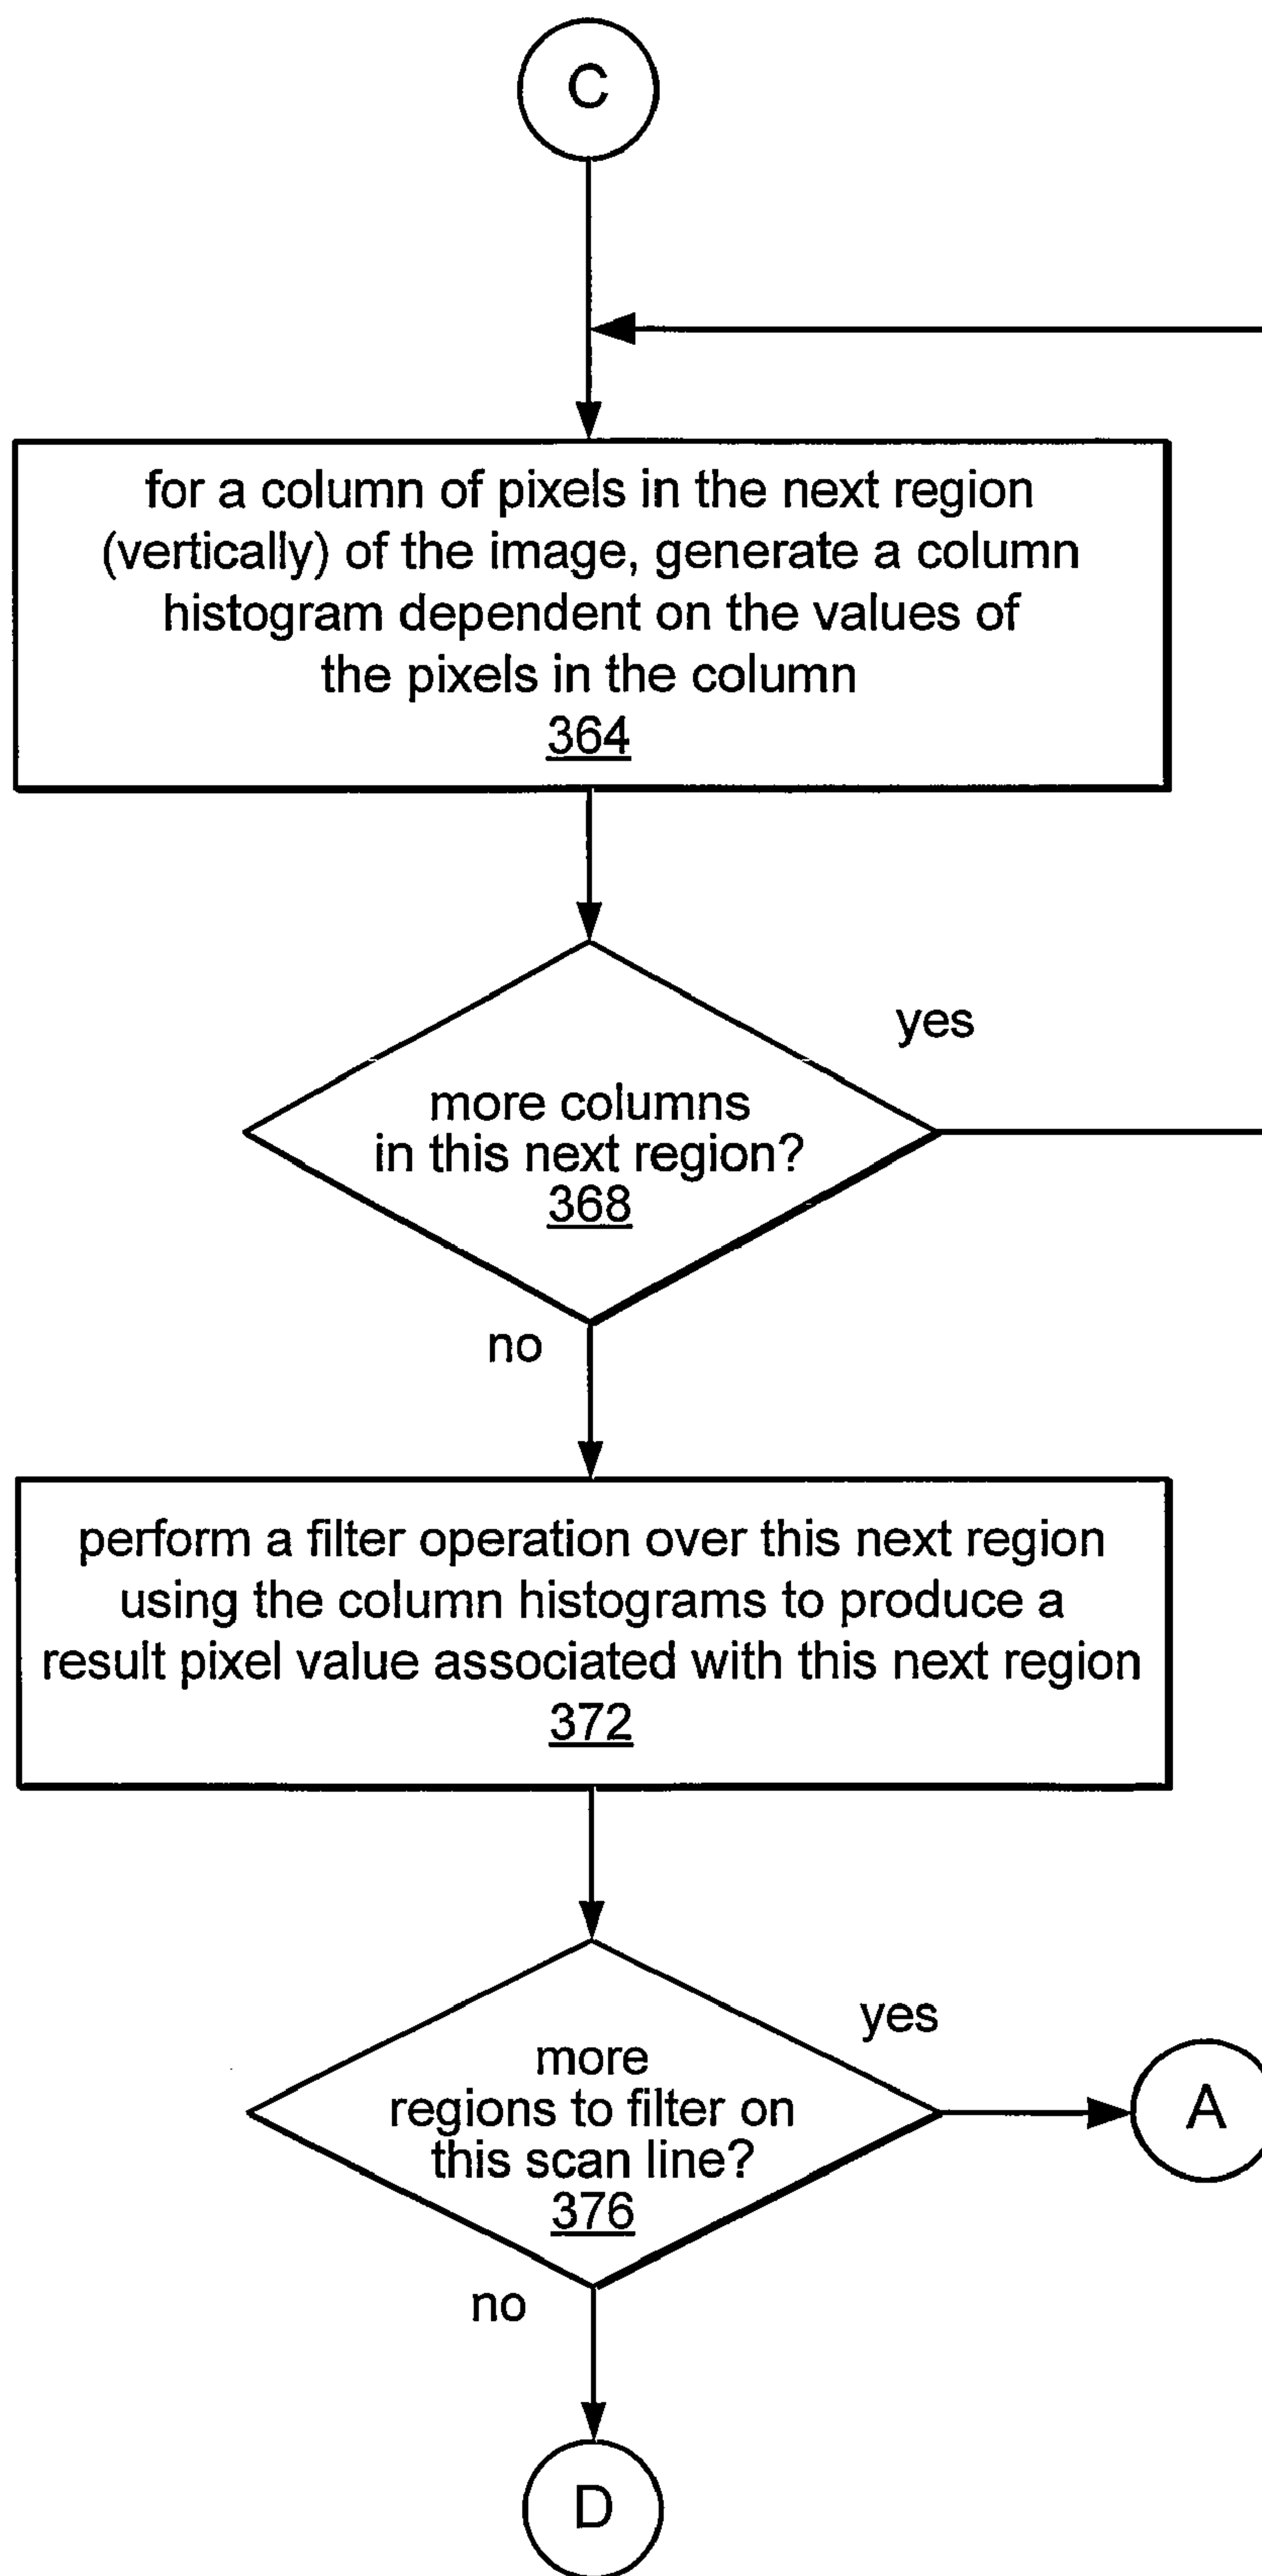 C
for a column of pixels in the next region
(vertically) of the image, generate a column
histogram dependent on the values of
the pixels in the column
364
yes
more columns
in this next region?
368
no
perform a filter operation over this next region
using the column histograms to produce a
result pixel value associated with this next region
372
yes
more
regions to filter on
this scan line?
376
A
no
D